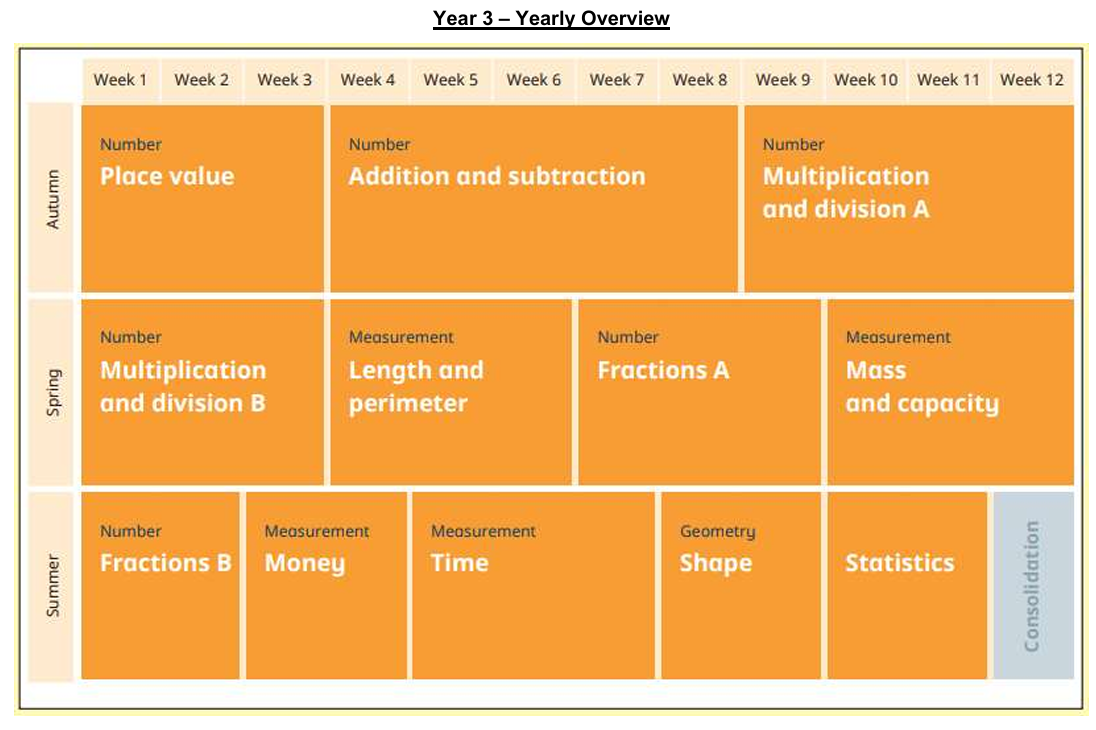 Year 3 – Yearly Overview
Week 1 Week 2 Week 3 Week 4 Week 5 Week 6 Week 7 Week 8 Week 9 Week 10 Week 11 Week 12
Autumn
Number
Place value
Number
Addition and subtraction
Number
Multiplication
and division A
Spring
Number
Multiplication
and division B
Measurement
Length and
perimeter
Number
Fractions A
Measurement
Mass
and capacity
Summer
Number
Fractions B
Measurement
Money
Measurement
Time
Geometry
Shape
Statistics
Consolidation